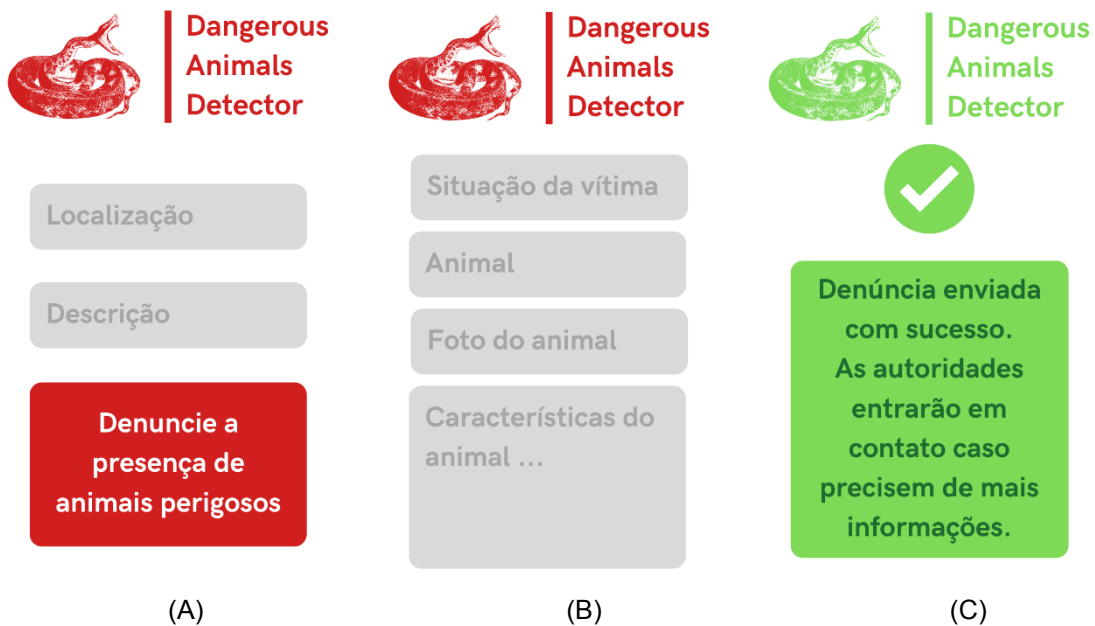 Dangerous
Animals
Detector
Localização
Descrição
Denuncie a
presença de
animais perigosos
(A)
Dangerous
Animals
Detector
Situação da vítima
Animal
Foto do animal
Características do
animal ...
(B)
Dangerous
Animals
Detector
Denúncia enviada
com sucesso.
As autoridades
entrarão em
contato caso
precisem de mais
informações.
(C)